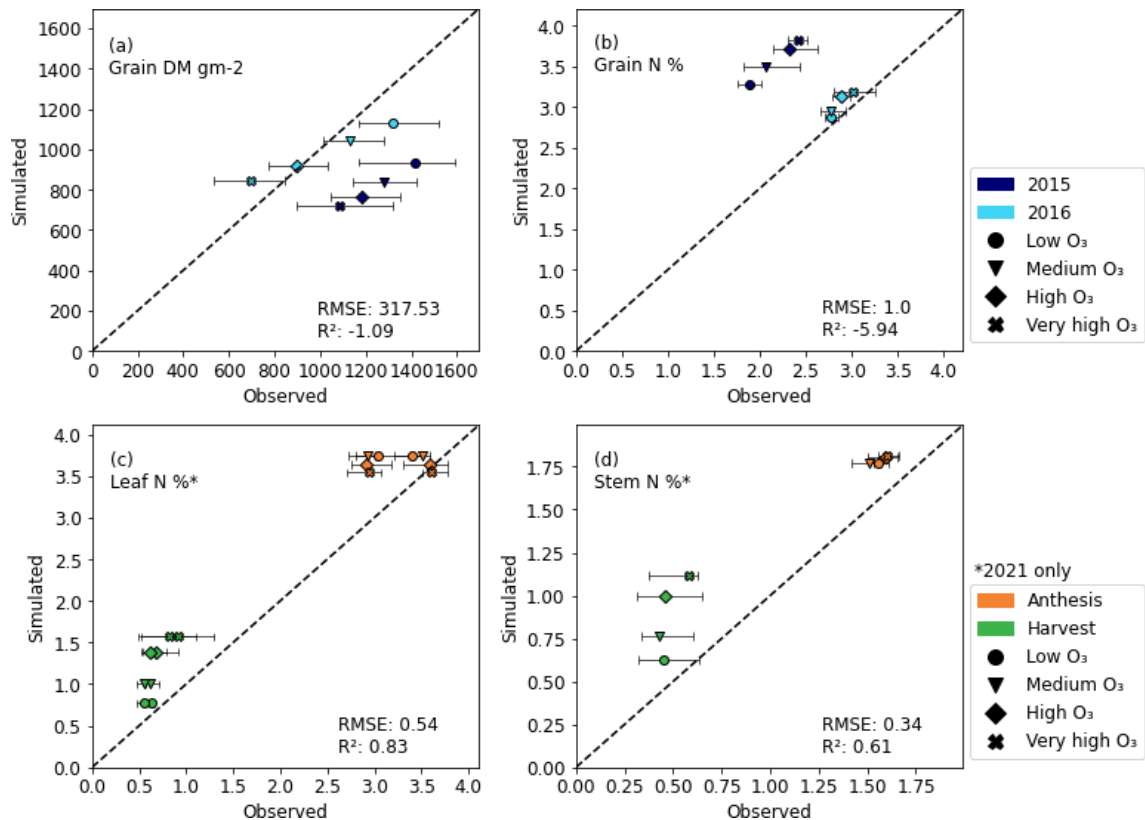 (a)
Grain DM gm-2
1600
1400
1200
1000
800
600
400
200
0
Simulated
RMSE: 317.53
R²: -1.09
0 200 400 600 800 1000 1200 1400 1600
Observed
(b)
Grain N %
4.0
3.5
3.0
2.5
2.0
1.5
1.0
0.5
0.0
Simulated
RMSE: 1.0
R²: -5.94
0.0 0.5 1.0 1.5 2.0 2.5 3.0 3.5 4.0
Observed
2015
2016
Low O₃
Medium O₃
High O₃
Very high O₃
(c)
Leaf N %*
4.0
3.5
3.0
2.5
2.0
1.5
1.0
0.5
0.0
Simulated
RMSE: 0.54
R²: 0.83
0.0 0.5 1.0 1.5 2.0 2.5 3.0 3.5 4.0
Observed
(d)
Stem N %*
1.75
1.50
1.25
1.00
0.75
0.50
0.25
0.00
Simulated
RMSE: 0.34
R²: 0.61
0.00 0.25 0.50 0.75 1.00 1.25 1.50 1.75
Observed
*2021 only
Anthesis
Harvest
Low O₃
Medium O₃
High O₃
Very high O₃